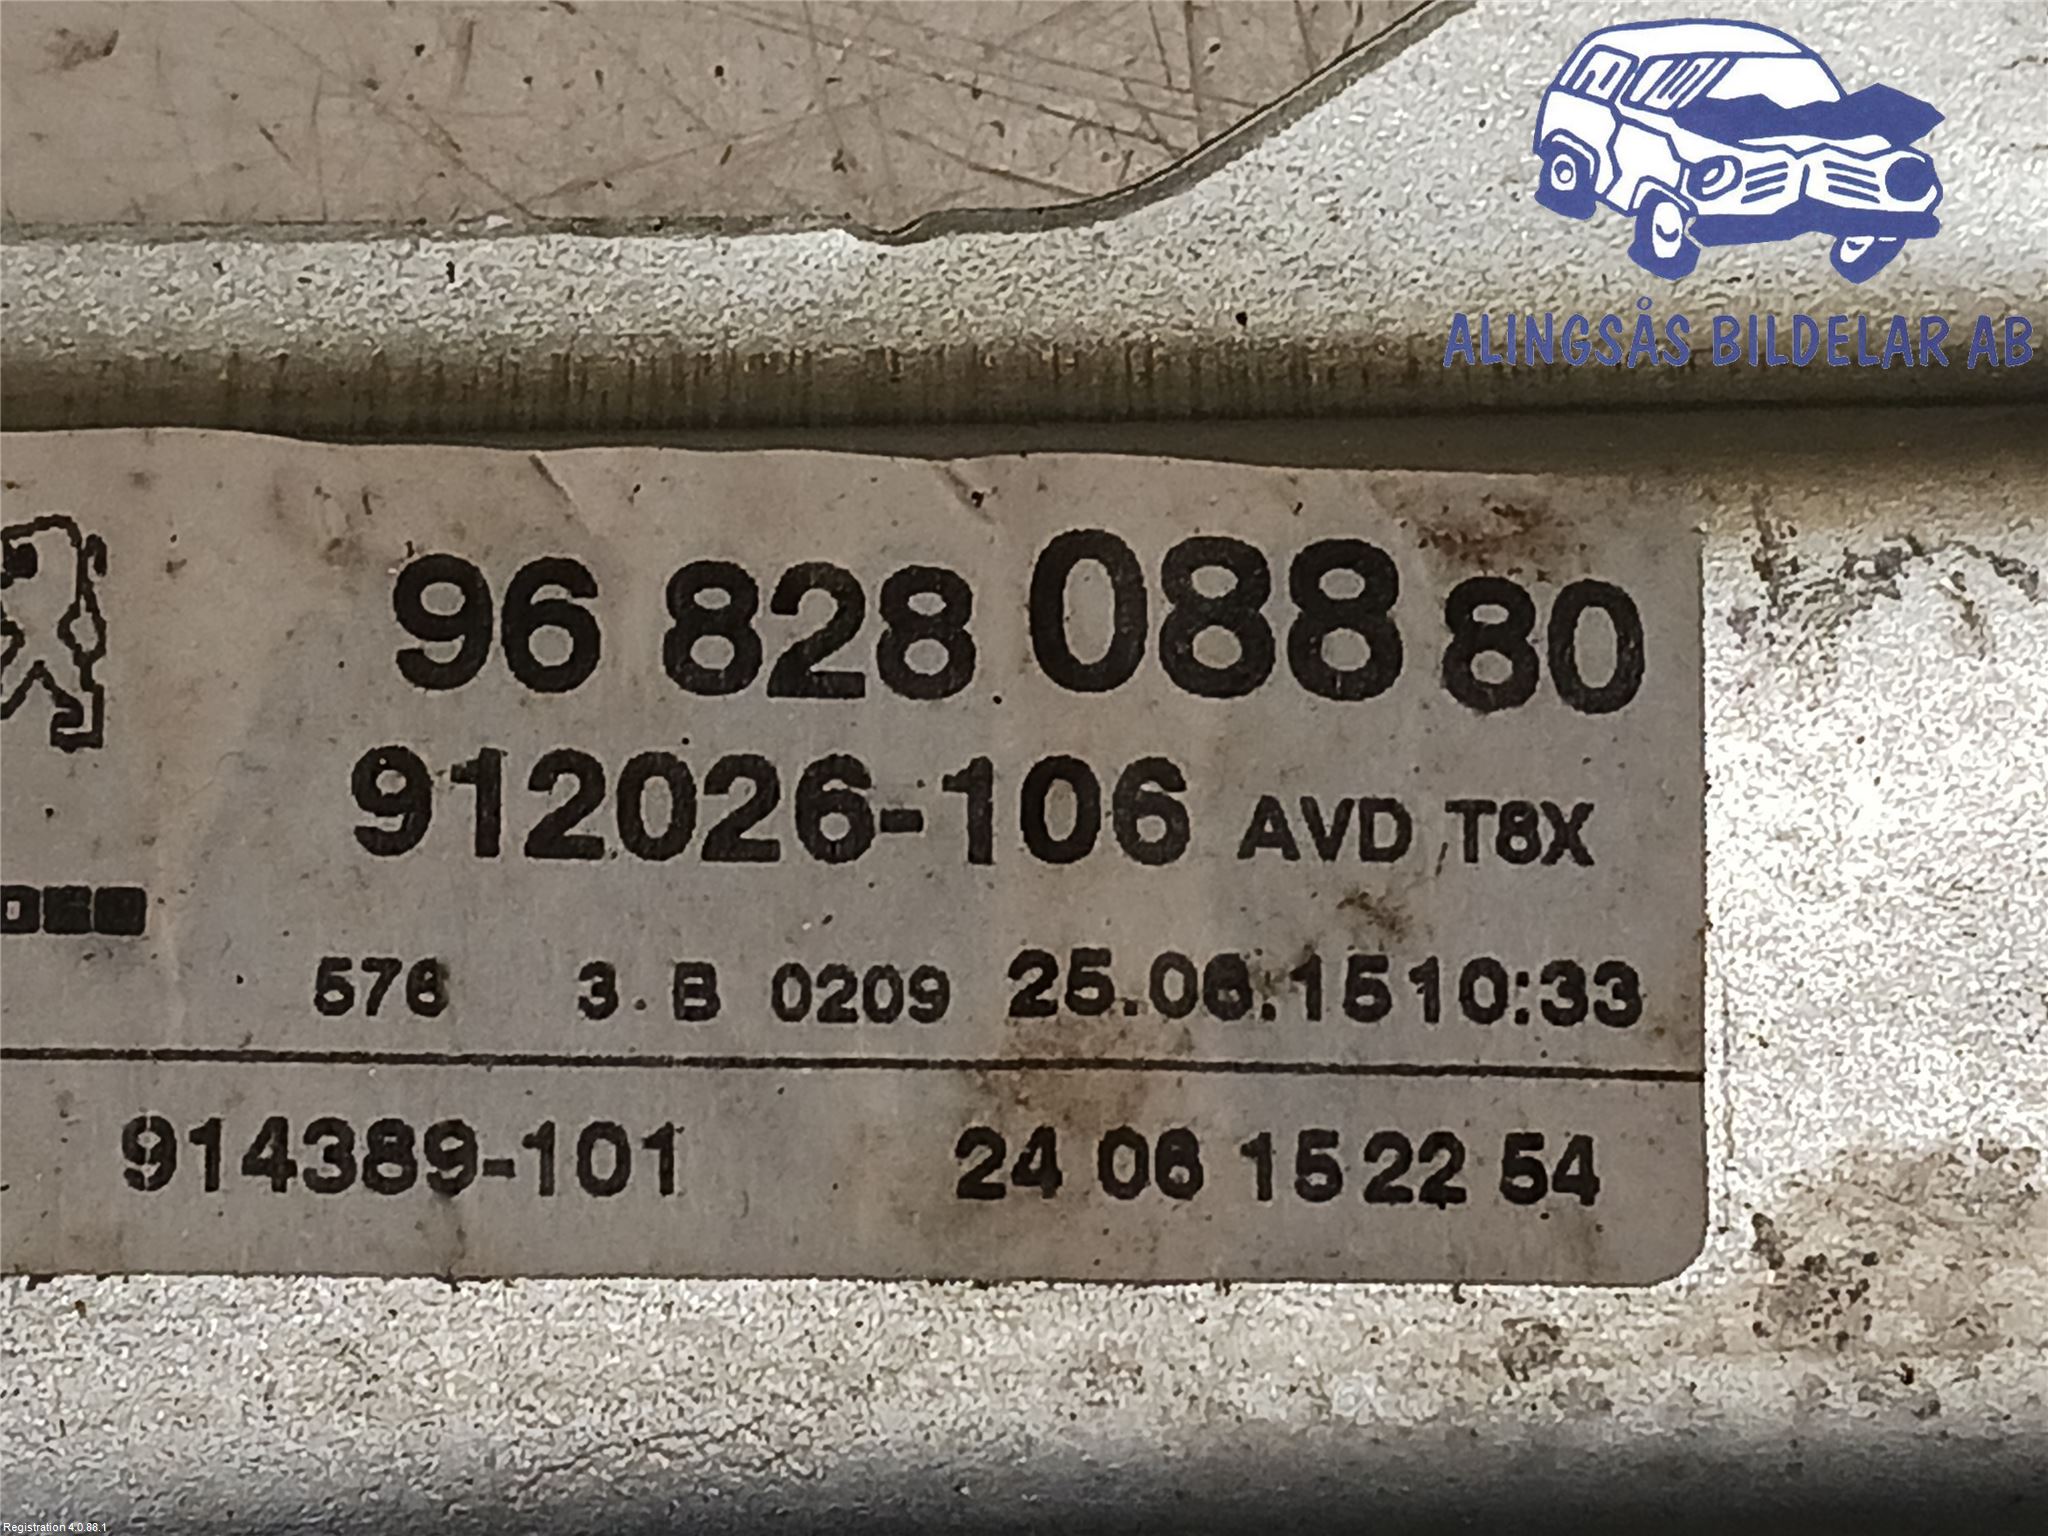 ALINGSÅS BILDELAR AB
96 828 088 80
912026-106 AVD T8X
576 3. B 0209 25.06.15 10:33
914389-101 24 06 15 22 54
Registration 4.0.88.1